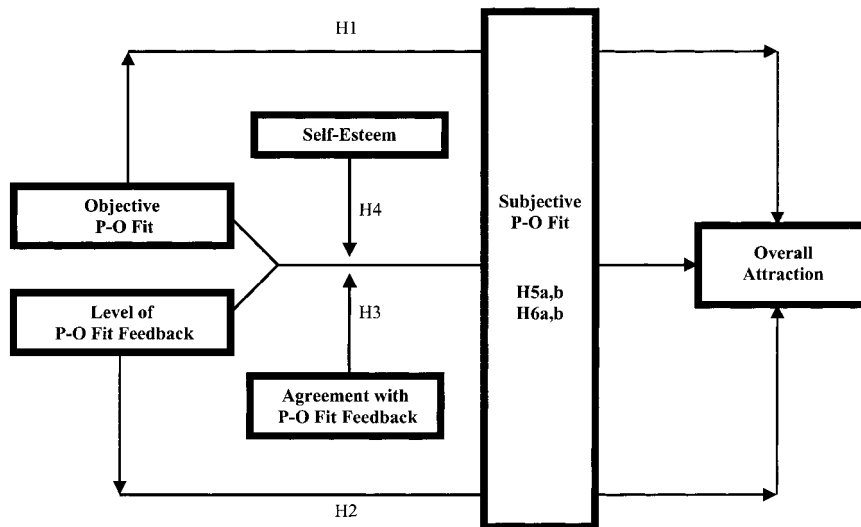 H1
Self-Esteem
H4
Objective
P-O Fit
Subjective
P-O Fit
H5a,b
H6a,b
Overall
Attraction
Level of
P-O Fit Feedback
H3
Agreement with
P-O Fit Feedback
H2